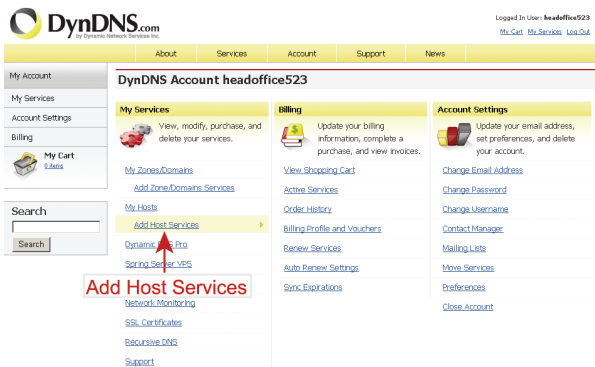 DynDNS.com
by Dynamic Network Services Inc.
Logged In User: headoffice523
My Cart My Services Log Out
About Services Account Support News
My Account
My Services
Account Settings
Billing
My Cart
0 items
Search
Search
DynDNS Account headoffice523
My Services
View, modify, purchase, and
delete your services.
My Zones/Domains
Add Zone/Domains Services
My Hosts
Add Host Services
Dynamic DNS Pro
Spring Server VPS
Add Host Services
Network Monitoring
SSL Certificates
Recursive DNS
Support
Billing
Update your billing
information, complete a
purchase, and view invoices.
View Shopping Cart
Active Services
Order History
Billing Profile and Vouchers
Renew Services
Auto Renew Settings
Sync Expirations
Account Settings
Update your email address,
set preferences, and delete
your account.
Change Email Address
Change Password
Change Username
Contact Manager
Mailing Lists
Move Services
Preferences
Close Account